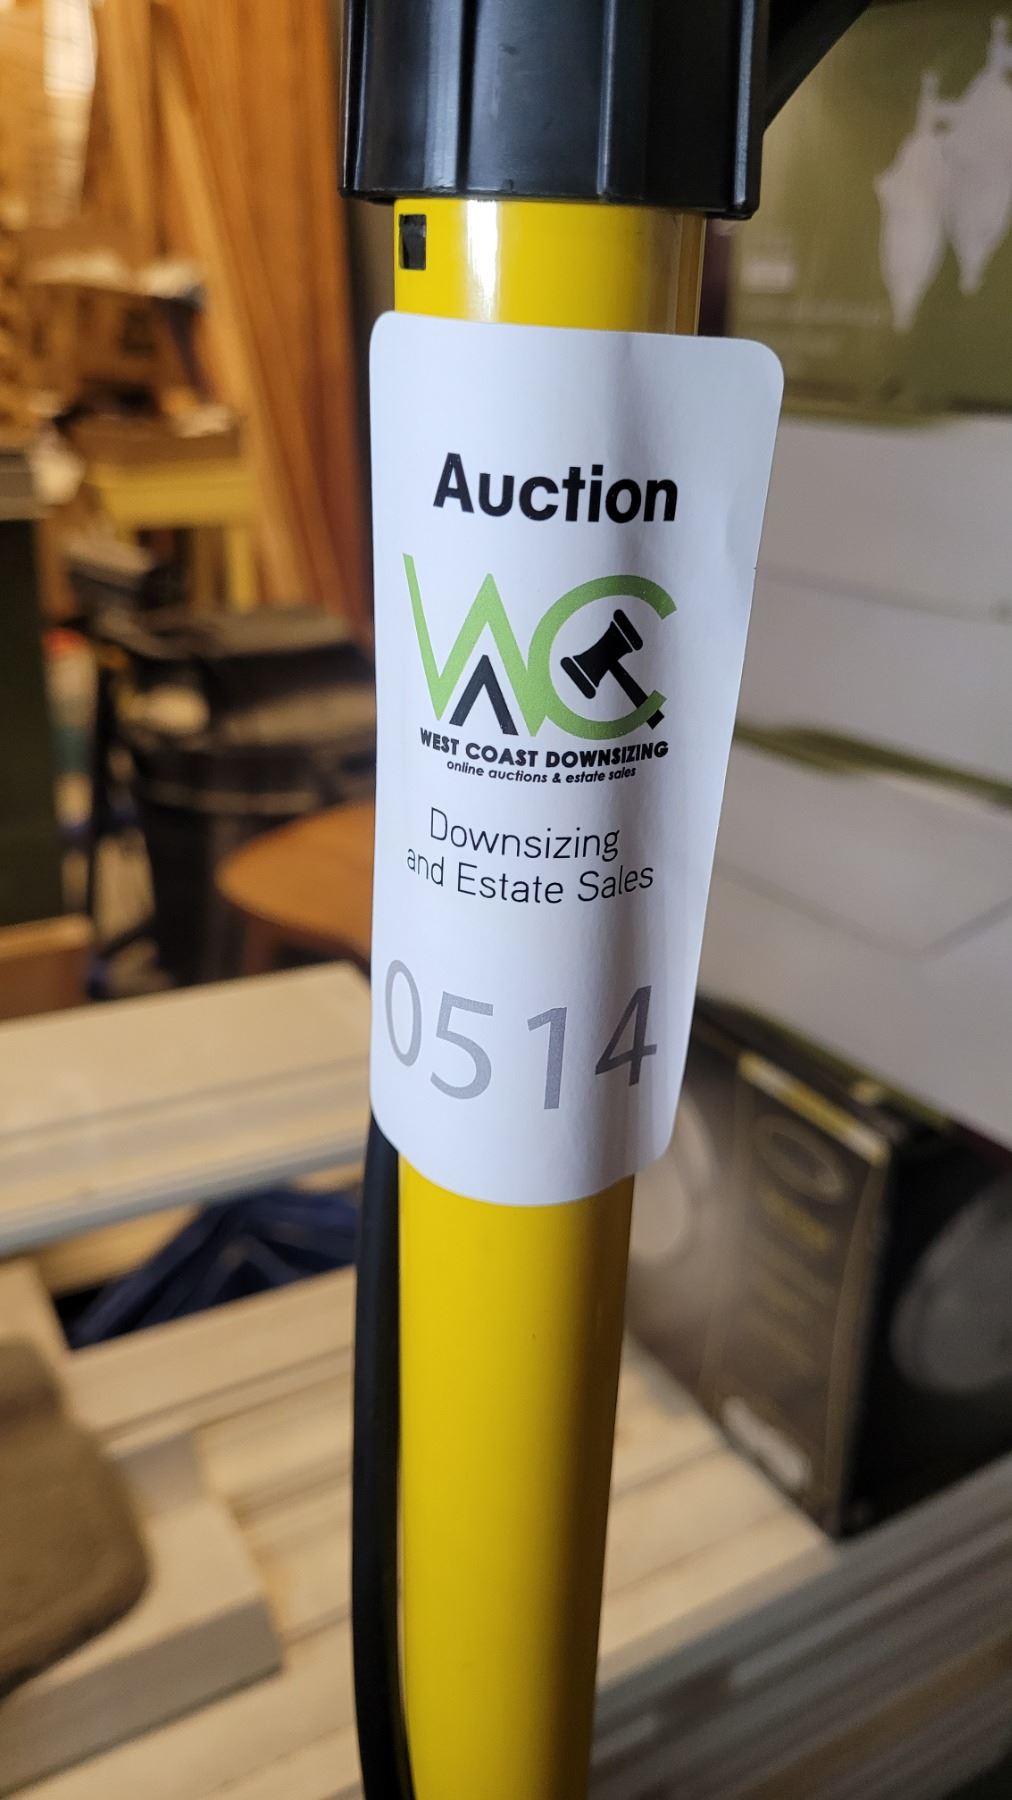 Auction
WC
WEST COAST DOWNSIZING
online auctions & estate sales
Downsizing
and Estate Sales
0514